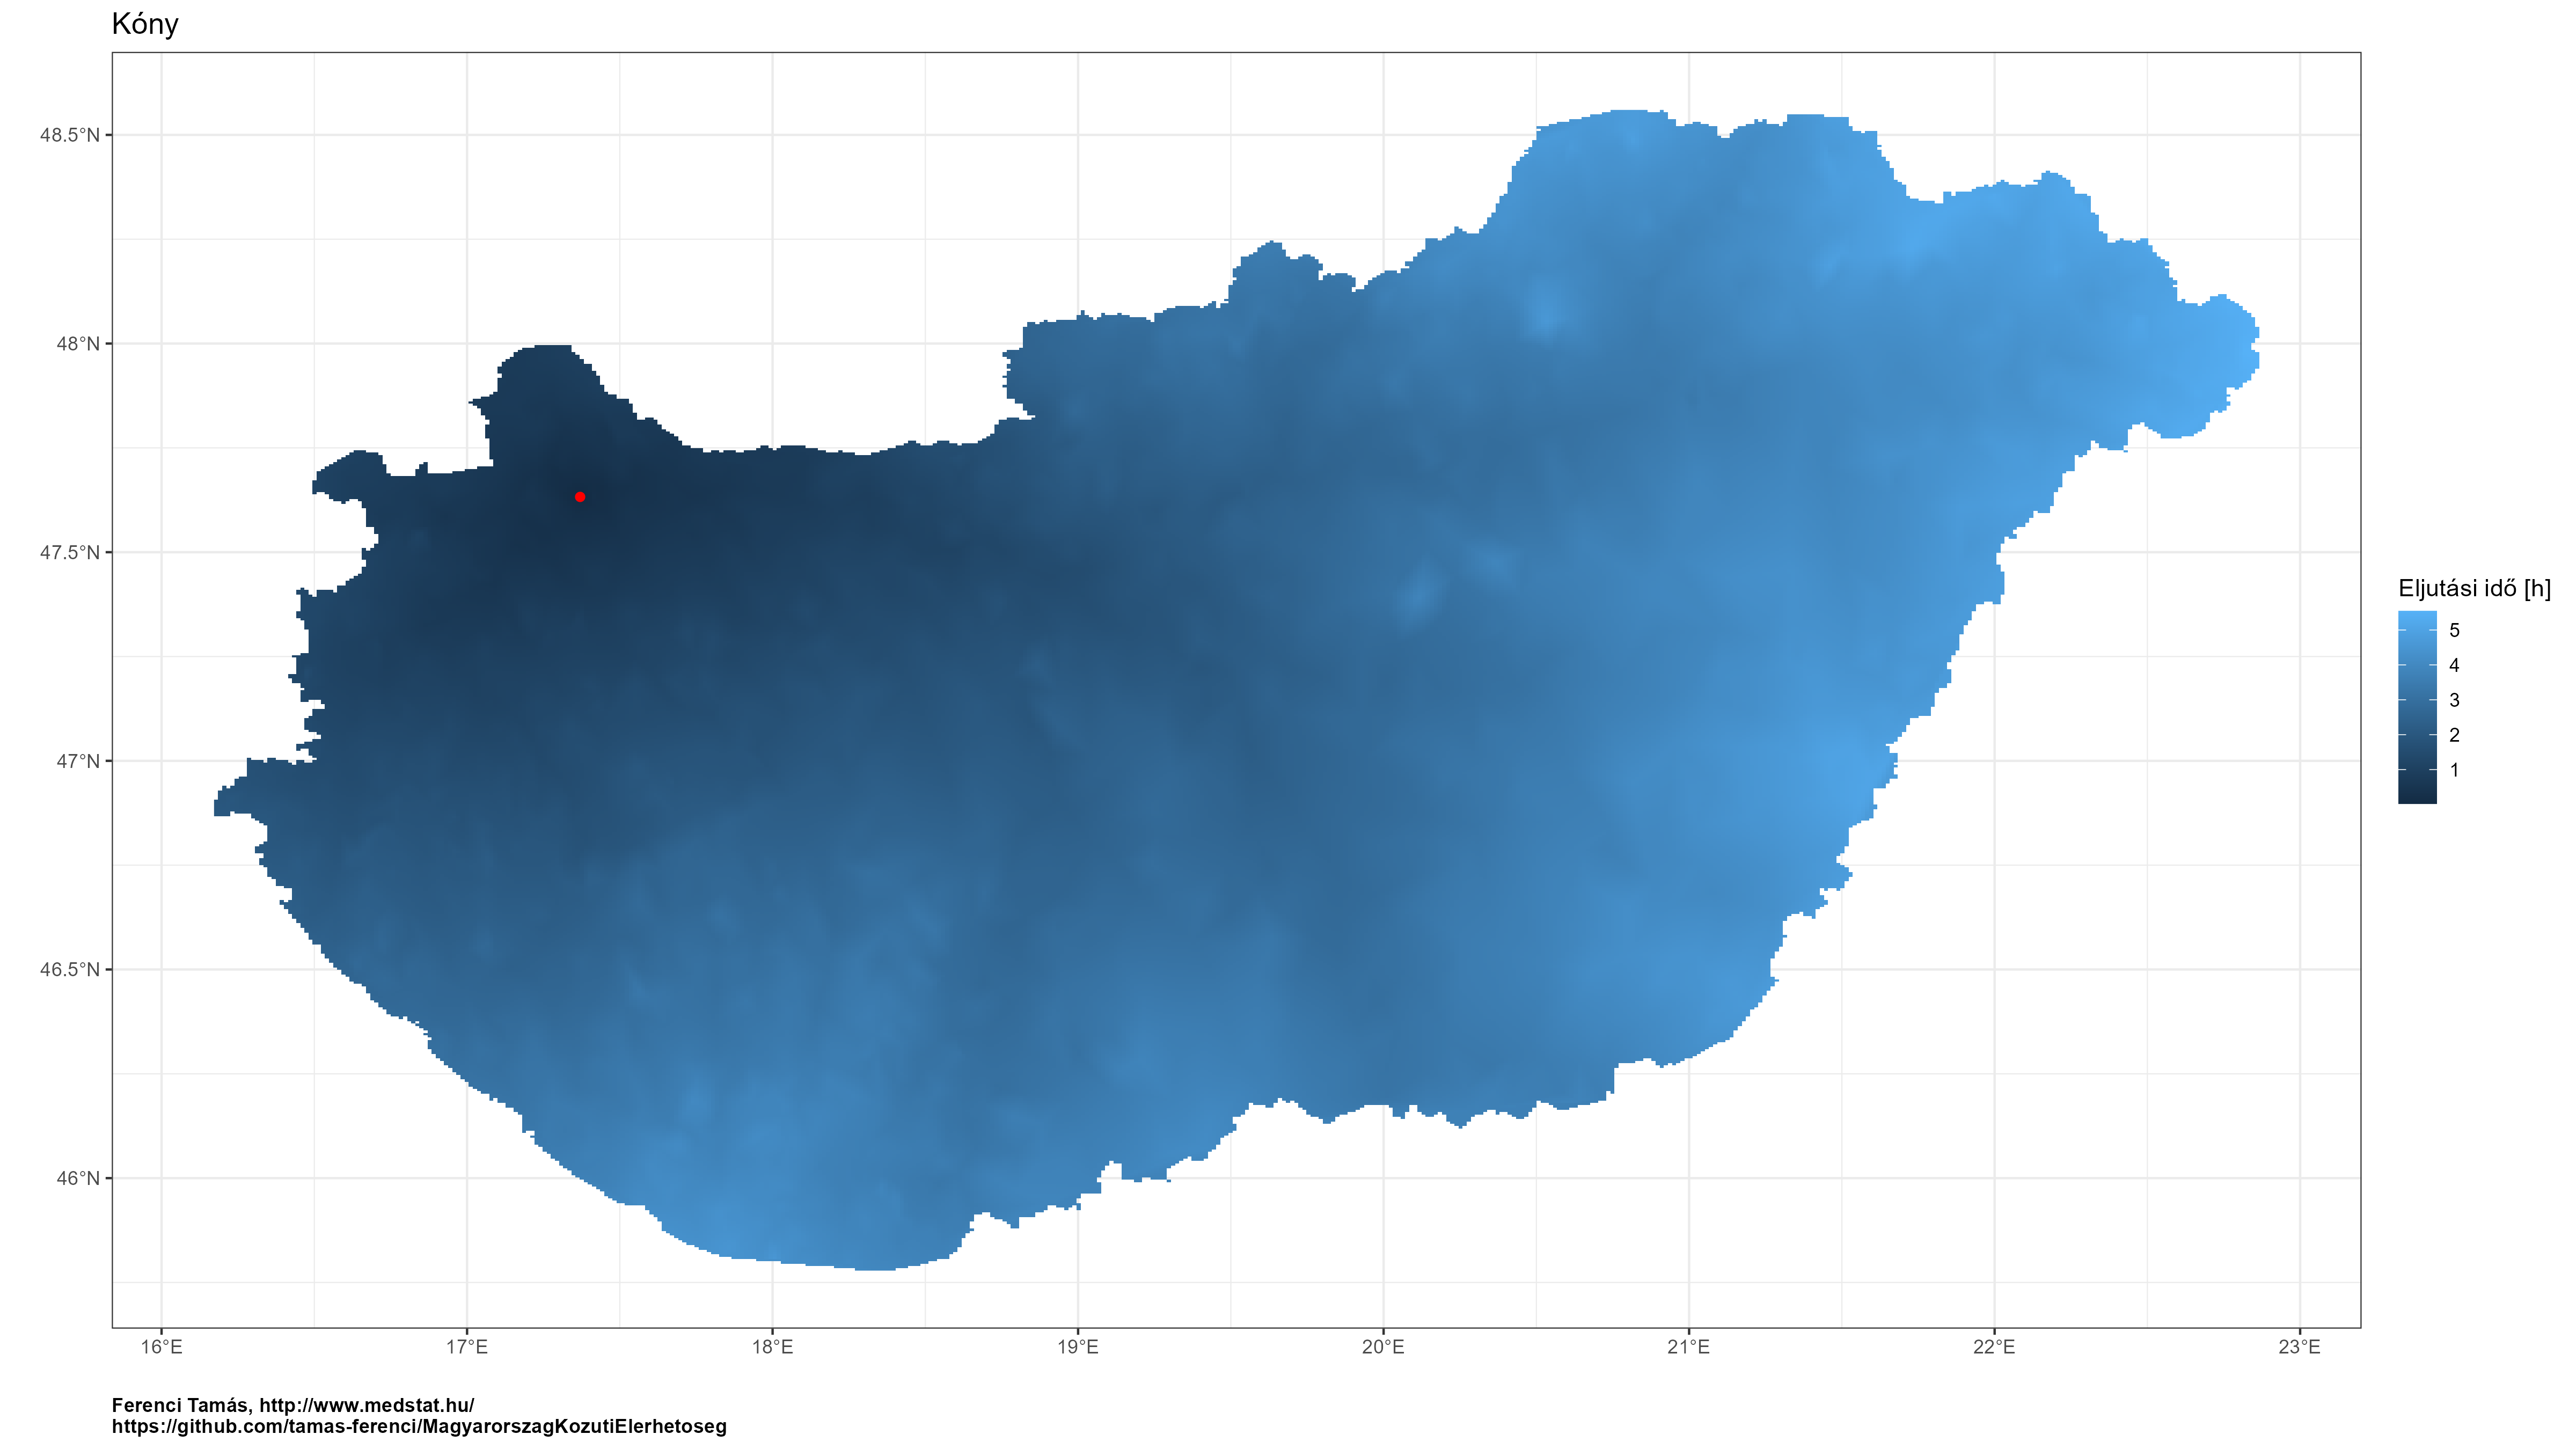 Kóny
48.5°N
48°N
47.5°N
47°N
46.5°N
46°N
16°E
17°E
18°E
19°E
20°E
21°E
22°E
23°E
Eljutási idő [h]
5
4
3
2
1
Ferenci Tamás, http://www.medstat.hu/
https://github.com/tamas-ferenci/MagyarorszagKozutiElerhetoseg